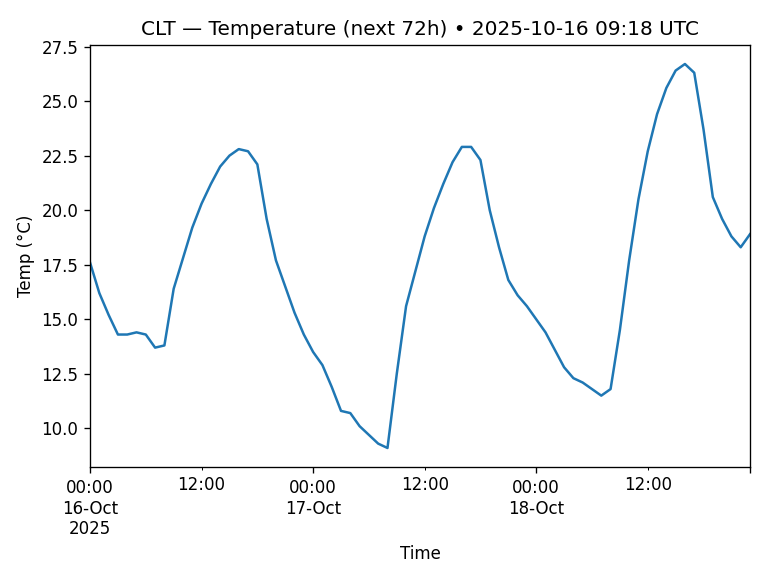 CLT — Temperature (next 72h) • 2025-10-16 09:18 UTC
27.5
25.0
22.5
20.0
17.5
15.0
12.5
10.0
Temp (°C)
00:00 12:00 00:00 12:00 00:00 12:00
16-Oct 17-Oct 18-Oct
2025
Time